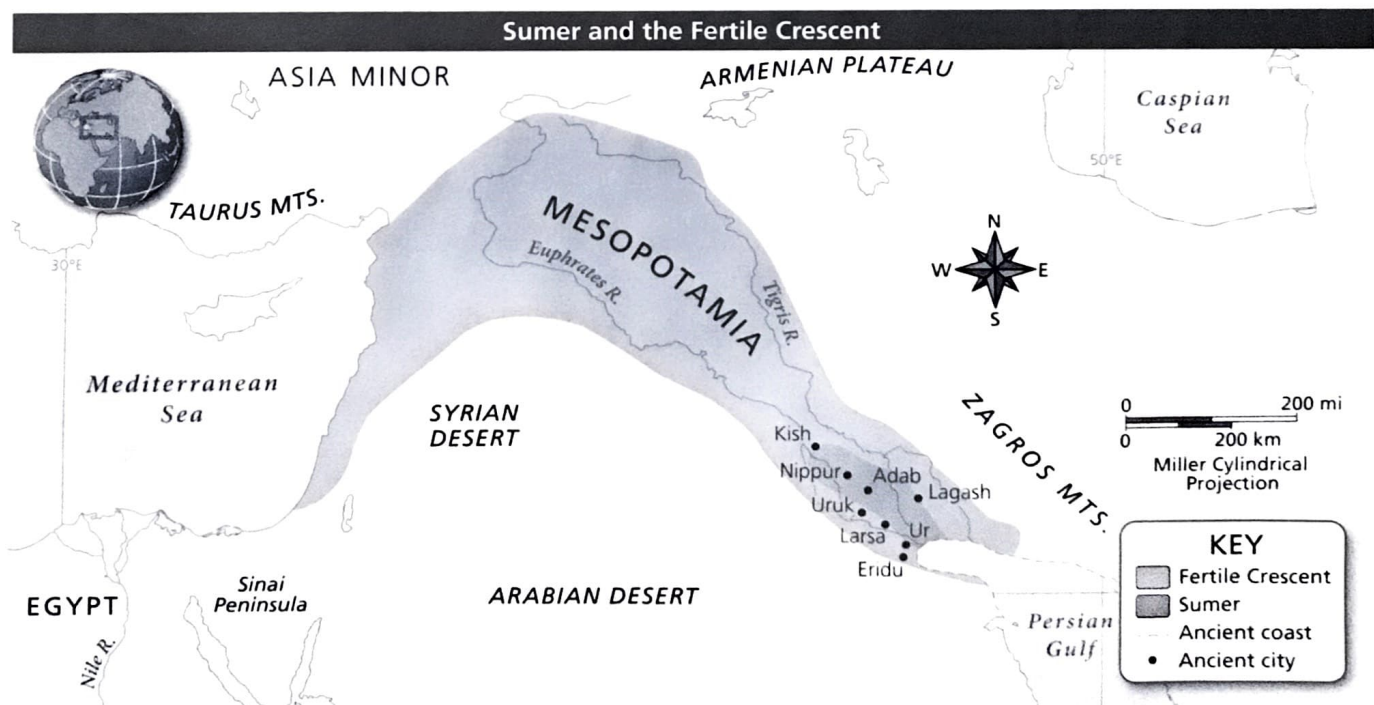 Sumer and the Fertile Crescent
ASIA MINOR
ARMENIAN PLATEAU
Caspian
Sea
50°E
TAURUS MTS.
30°E
MESOPOTAMIA
Euphrates R.
Tigris R.
N
W
E
S
Mediterranean
Sea
SYRIAN
DESERT
ZAGROS MTS.
0
200 mi
0
200 km
Miller Cylindrical
Projection
Kish
Nippur
Adab
Lagash
Uruk
Larsa
Ur
Eridu
EGYPT
Nile R.
Sinai
Peninsula
ARABIAN DESERT
Persian
Gulf
KEY
Fertile Crescent
Sumer
Ancient coast
Ancient city